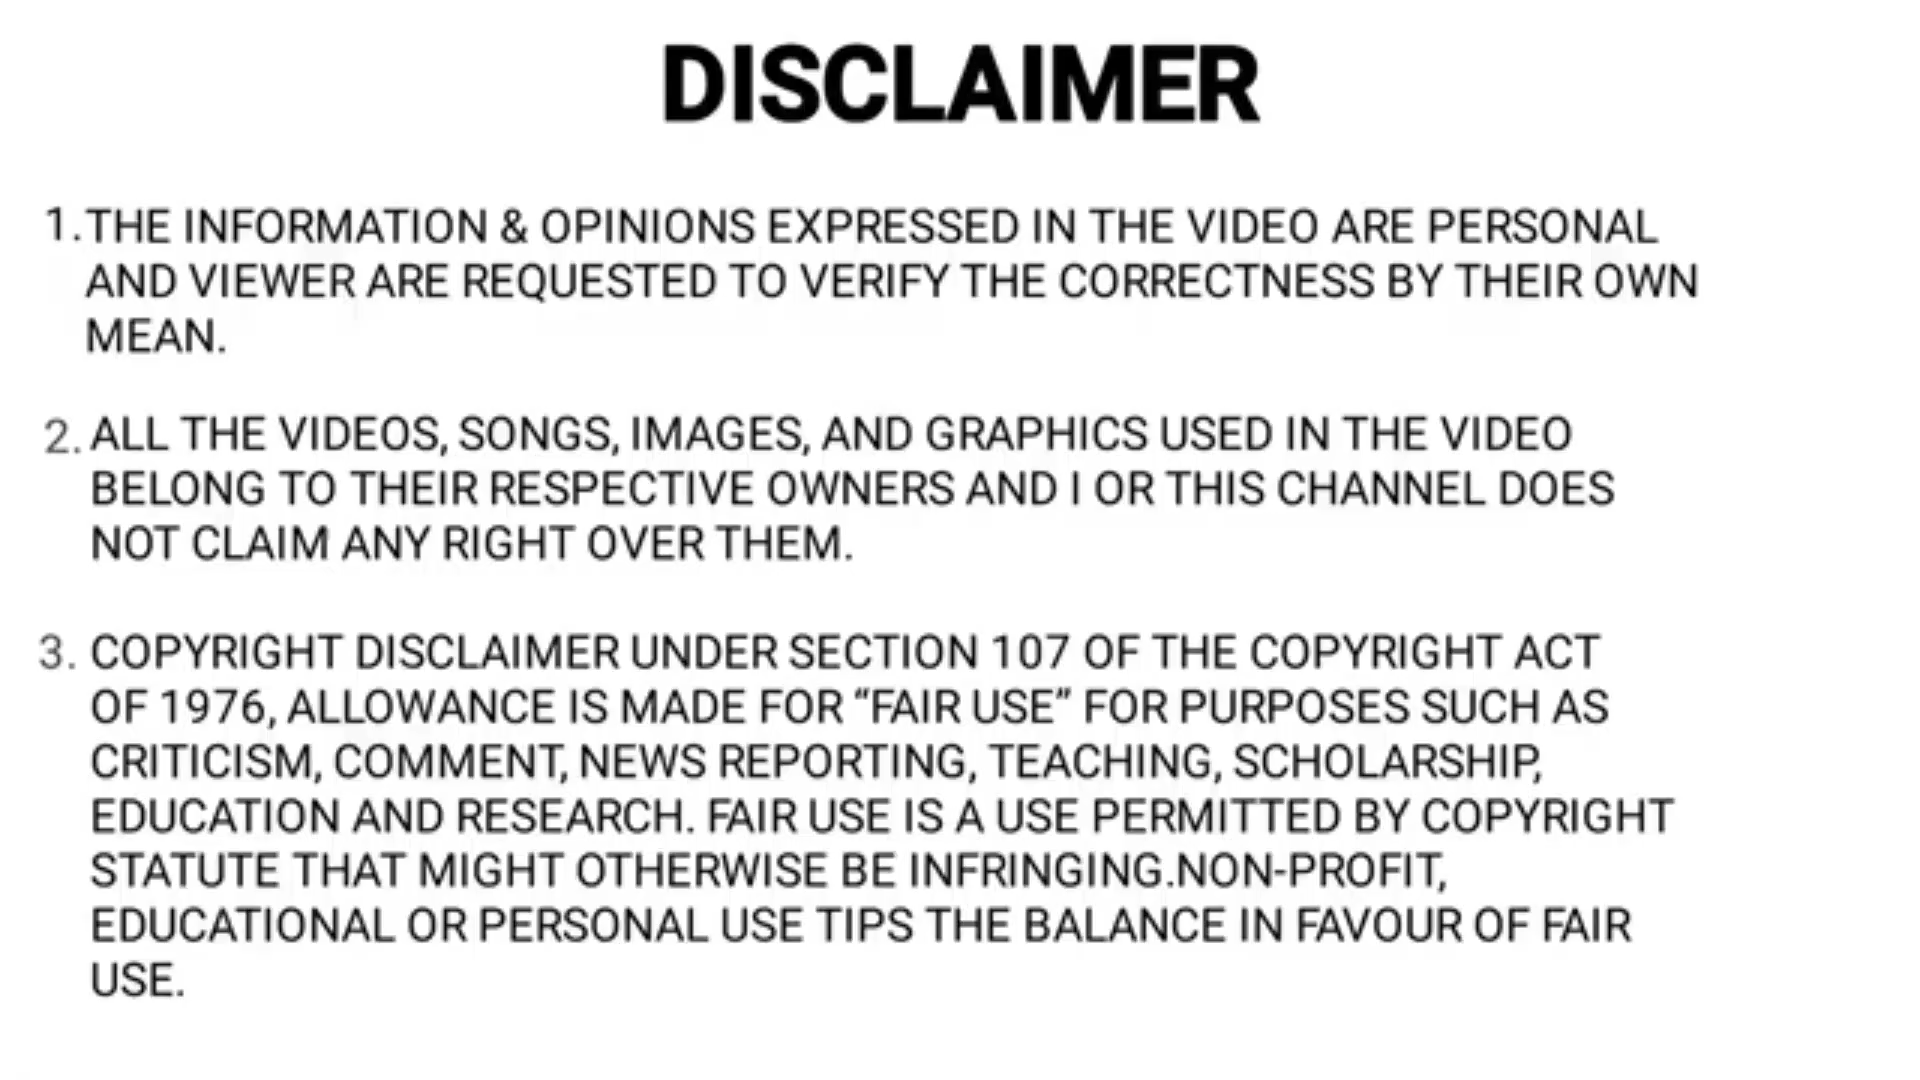 DISCLAIMER
1. THE INFORMATION & OPINIONS EXPRESSED IN THE VIDEO ARE PERSONAL
AND VIEWER ARE REQUESTED TO VERIFY THE CORRECTNESS BY THEIR OWN
MEAN.
2. ALL THE VIDEOS, SONGS, IMAGES, AND GRAPHICS USED IN THE VIDEO
BELONG TO THEIR RESPECTIVE OWNERS AND I OR THIS CHANNEL DOES
NOT CLAIM ANY RIGHT OVER THEM.
3. COPYRIGHT DISCLAIMER UNDER SECTION 107 OF THE COPYRIGHT ACT
OF 1976, ALLOWANCE IS MADE FOR “FAIR USE” FOR PURPOSES SUCH AS
CRITICISM, COMMENT, NEWS REPORTING, TEACHING, SCHOLARSHIP,
EDUCATION AND RESEARCH. FAIR USE IS A USE PERMITTED BY COPYRIGHT
STATUTE THAT MIGHT OTHERWISE BE INFRINGING.NON-PROFIT,
EDUCATIONAL OR PERSONAL USE TIPS THE BALANCE IN FAVOUR OF FAIR
USE.